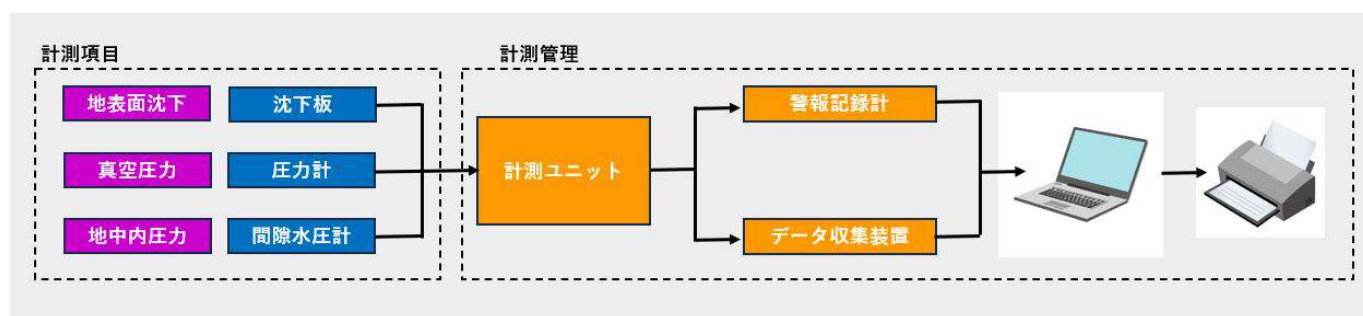 計測項目
計測管理
地表面沈下
沈下板
真空圧力
圧力計
地中内圧力
間隙水圧計
計測ユニット
警報記録計
データ収集装置